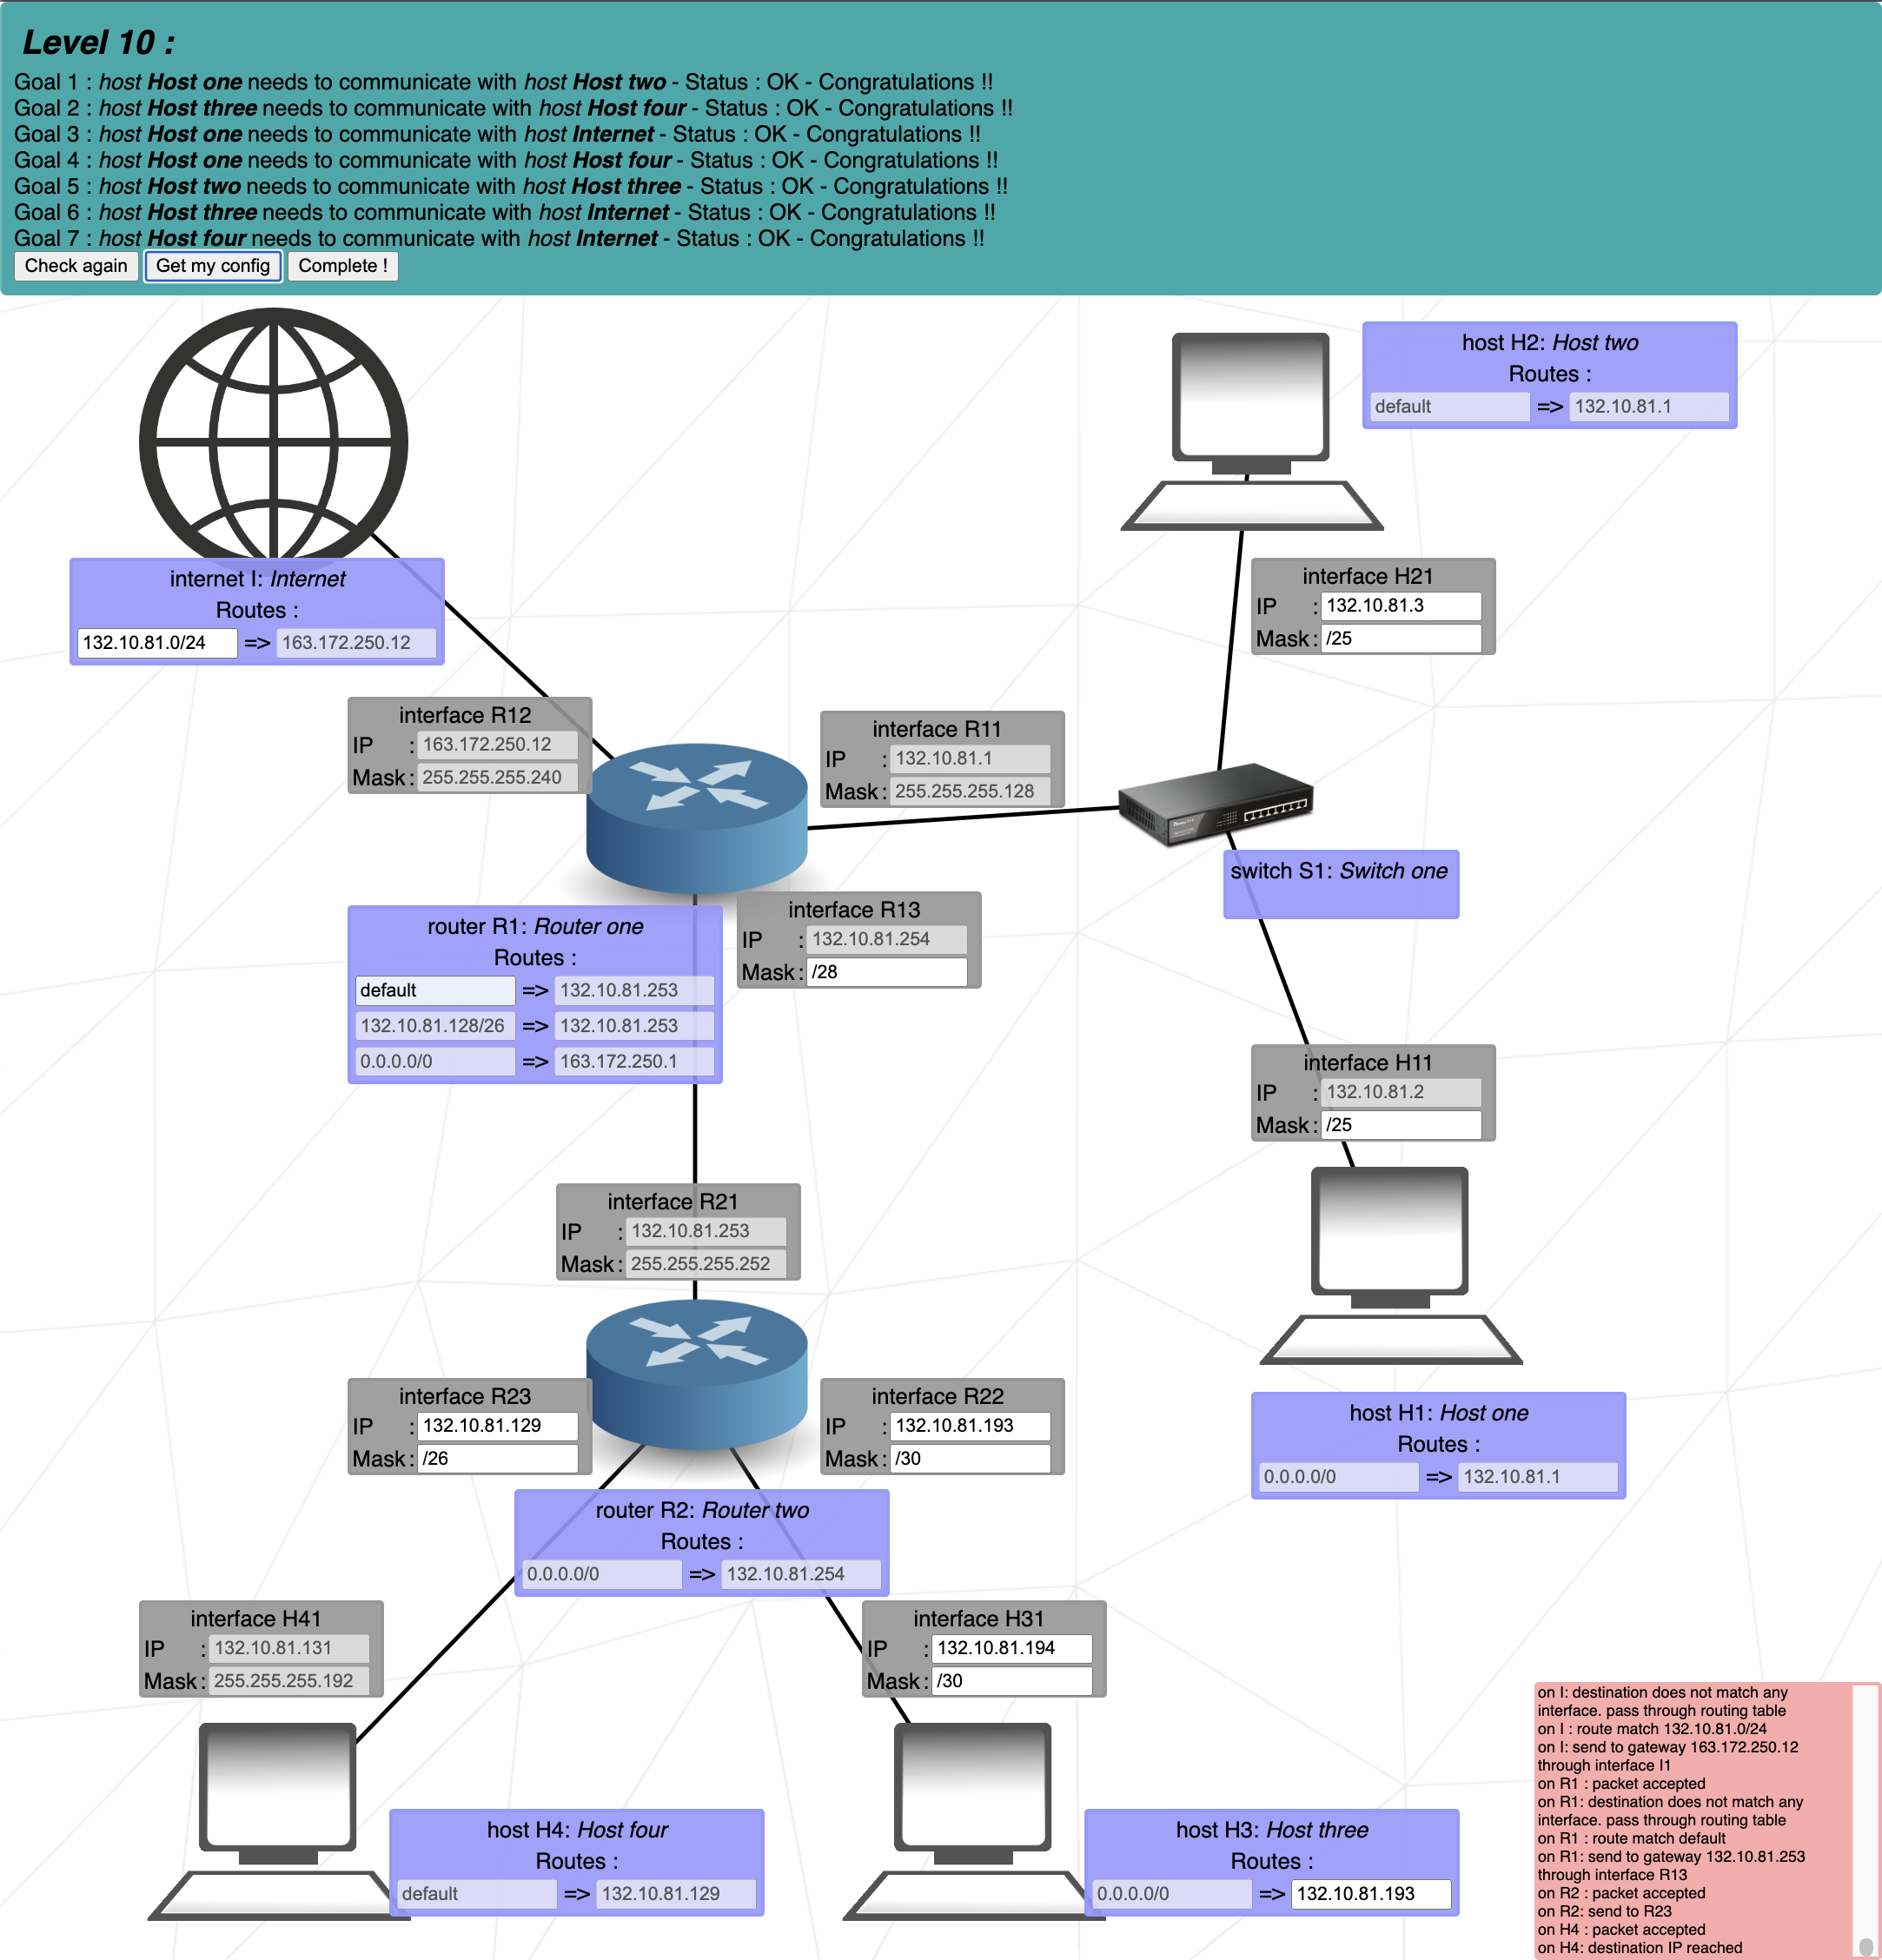 Level 10 :
Goal 1 : host Host one needs to communicate with host Host two - Status : OK - Congratulations !!
Goal 2 : host Host three needs to communicate with host Host four - Status : OK - Congratulations !!
Goal 3 : host Host one needs to communicate with host Internet - Status : OK - Congratulations !!
Goal 4 : host Host one needs to communicate with host Host four - Status : OK - Congratulations !!
Goal 5 : host Host two needs to communicate with host Host three - Status : OK - Congratulations !!
Goal 6 : host Host three needs to communicate with host Internet - Status : OK - Congratulations !!
Goal 7 : host Host four needs to communicate with host Internet - Status : OK - Congratulations !!
Check again Get my config Complete !
host H2: Host two
Routes :
default => 132.10.81.1
internet I: Internet
Routes :
132.10.81.0/24 => 163.172.250.12
interface H21
IP : 132.10.81.3
Mask : /25
interface R12
IP : 163.172.250.12
Mask : 255.255.255.240
interface R11
IP : 132.10.81.1
Mask : 255.255.255.128
switch S1: Switch one
interface R13
IP : 132.10.81.254
Mask : /28
router R1: Router one
Routes :
default => 132.10.81.253
132.10.81.128/26 => 132.10.81.253
0.0.0.0/0 => 163.172.250.1
interface H11
IP : 132.10.81.2
Mask : /25
interface R21
IP : 132.10.81.253
Mask : 255.255.255.252
interface R23
IP : 132.10.81.129
Mask : /26
interface R22
IP : 132.10.81.193
Mask : /30
host H1: Host one
Routes :
0.0.0.0/0 => 132.10.81.1
router R2: Router two
Routes :
0.0.0.0/0 => 132.10.81.254
interface H41
IP : 132.10.81.131
Mask : 255.255.255.192
interface H31
IP : 132.10.81.194
Mask : /30
host H4: Host four
Routes :
default => 132.10.81.129
host H3: Host three
Routes :
0.0.0.0/0 => 132.10.81.193
on I: destination does not match any
interface. pass through routing table
on I : route match 132.10.81.0/24
on I: send to gateway 163.172.250.12
through interface I1
on R1 : packet accepted
on R1: destination does not match any
interface. pass through routing table
on R1 : route match default
on R1: send to gateway 132.10.81.253
through interface R13
on R2 : packet accepted
on R2: send to R23
on H4 : packet accepted
on H4: destination IP reached